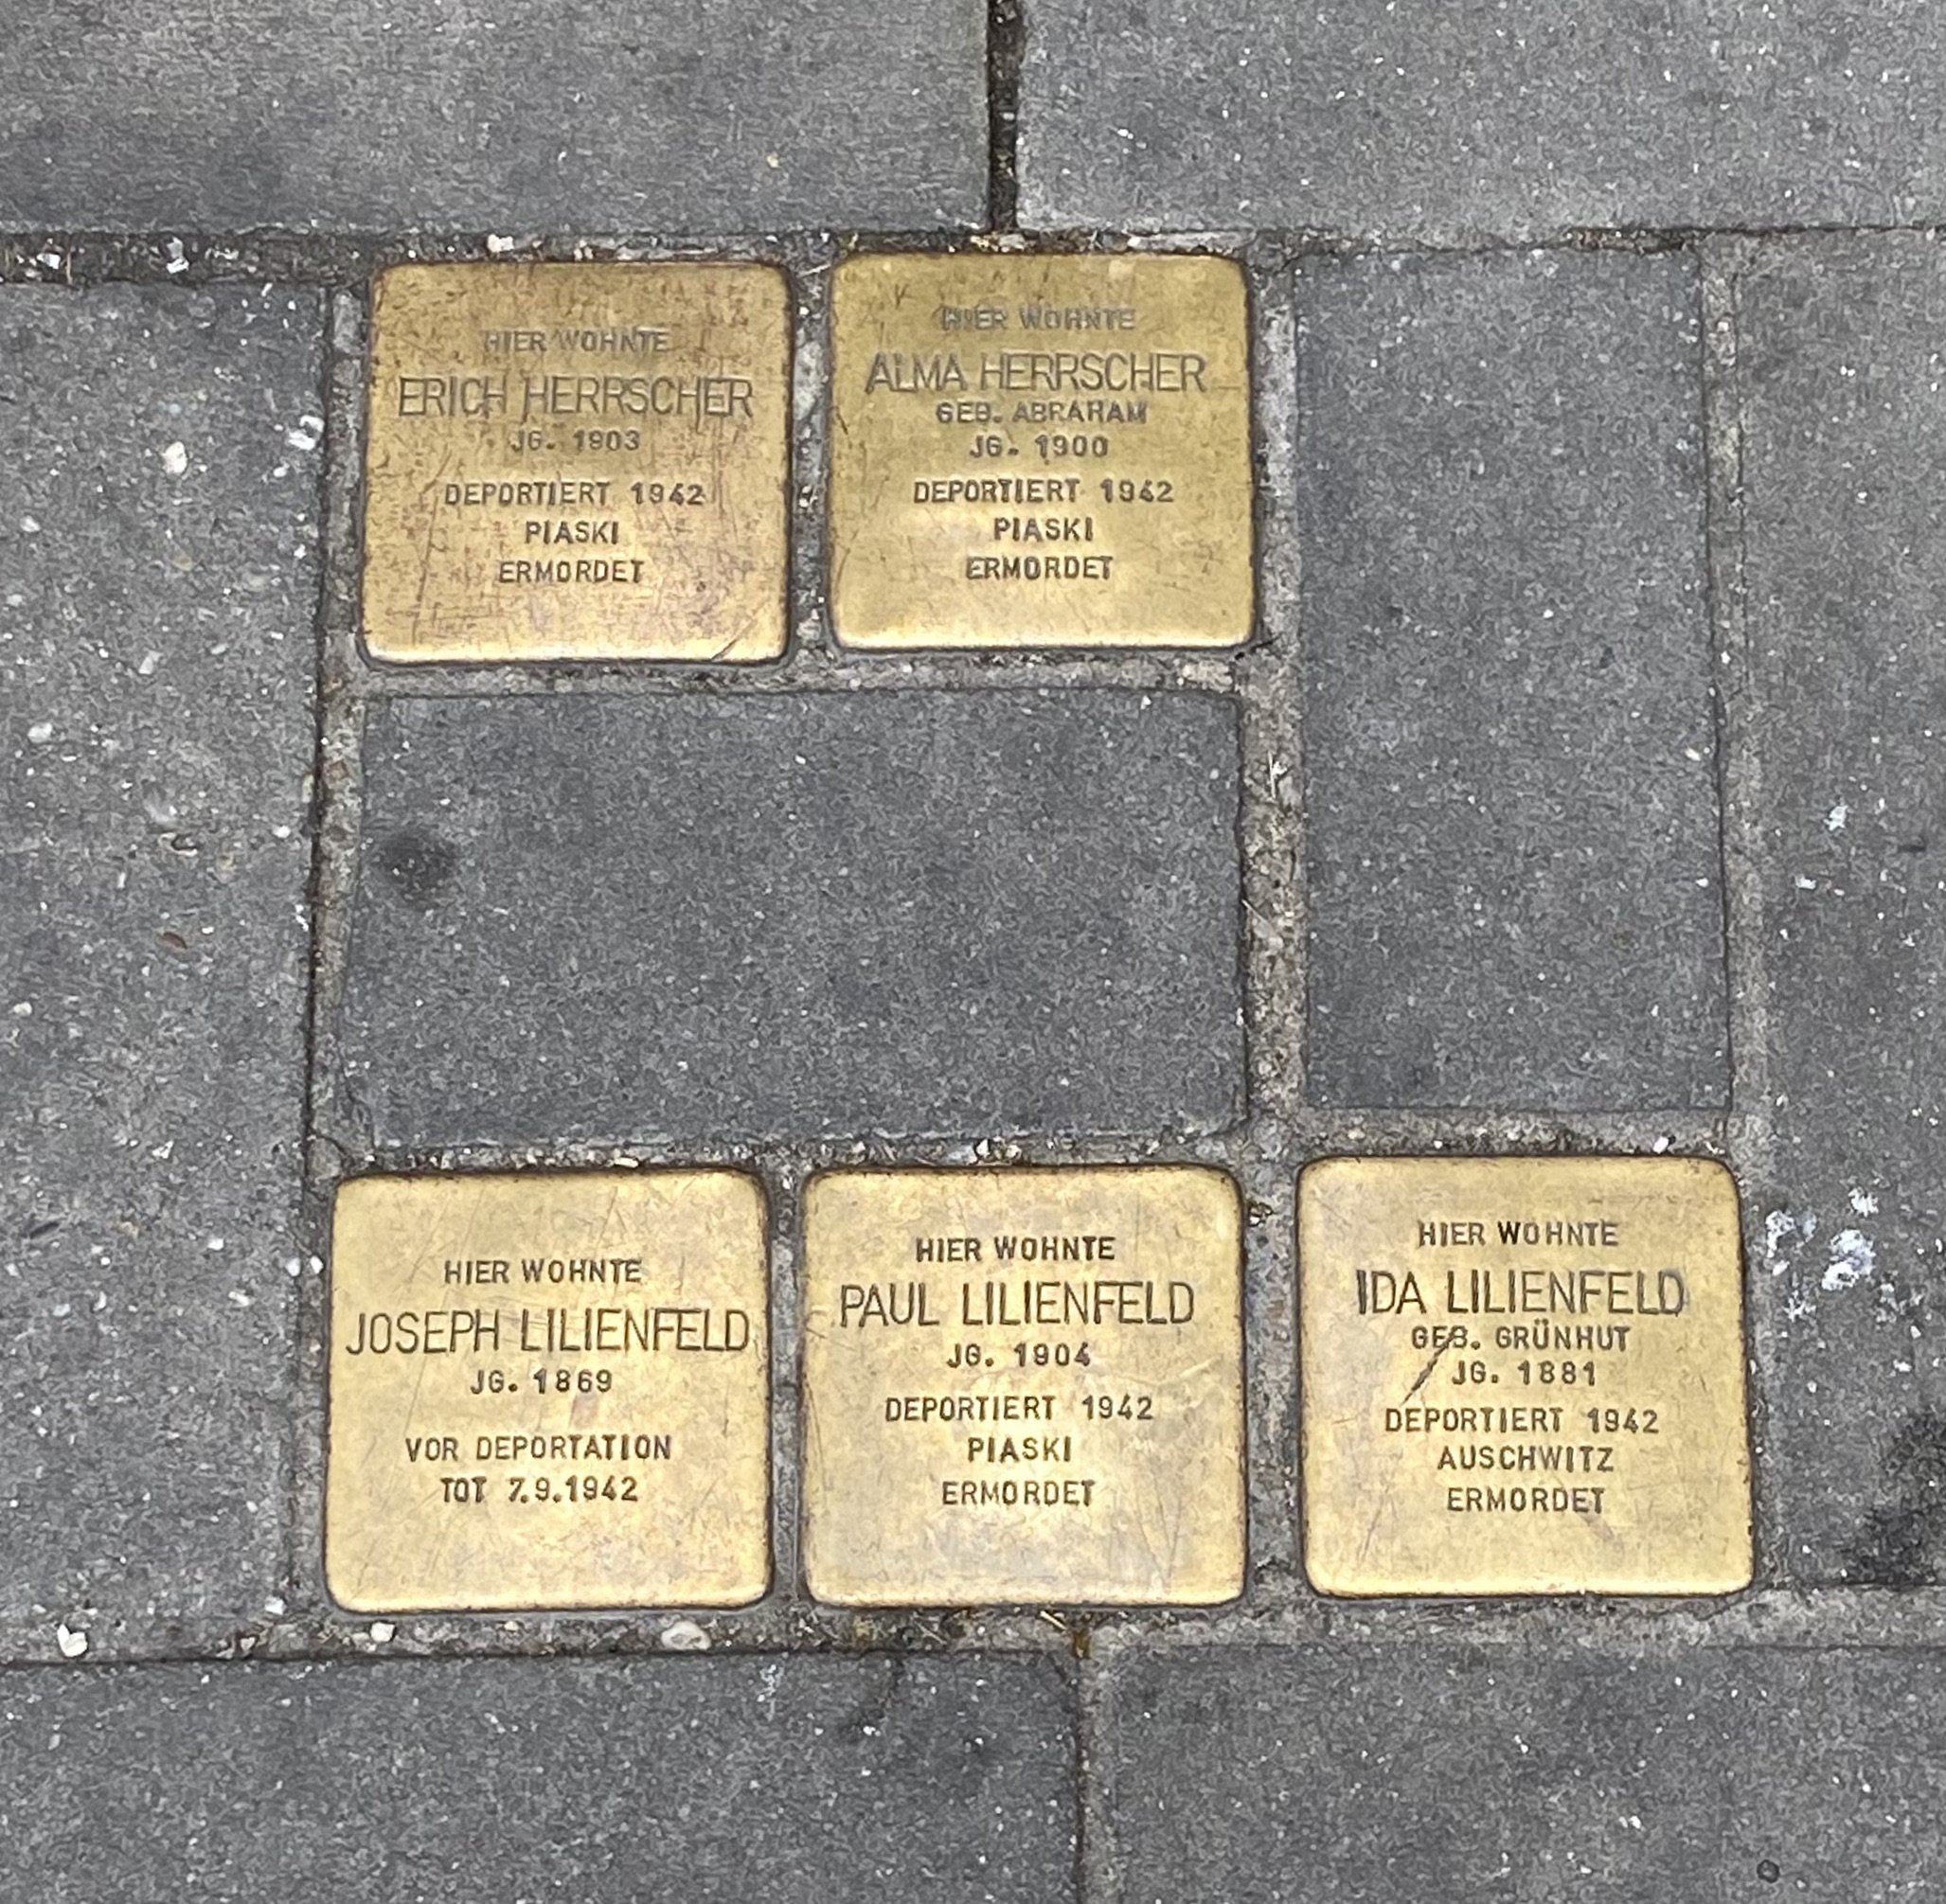 HIER WOHNTE
ERICH HERRSCHER
JG. 1903
DEPORTIERT 1942
PIASKI
ERMORDET
HIER WOHNTE
ALMA HERRSCHER
GEB. ABRAHAM
JG. 1900
DEPORTIERT 1942
PIASKI
ERMORDET
HIER WOHNTE
JOSEPH LILIENFELD
JG. 1869
VOR DEPORTATION
TOT 7.9.1942
HIER WOHNTE
PAUL LILIENFELD
JG. 1904
DEPORTIERT 1942
PIASKI
ERMORDET
HIER WOHNTE
IDA LILIENFELD
GEB. GRÜNHUT
JG. 1881
DEPORTIERT 1942
AUSCHWITZ
ERMORDET